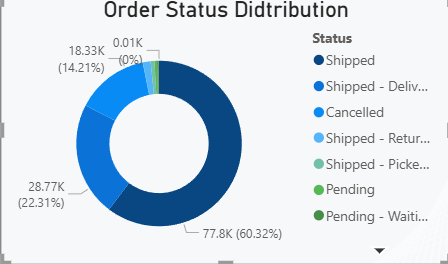 Order Status Didtribution
18.33K
(14.21%)
0.01K
(0%)
28.77K
(22.31%)
77.8K (60.32%)
Status
Shipped
Shipped - Deliv...
Cancelled
Shipped - Retur...
Shipped - Picke...
Pending
Pending - Waiti...